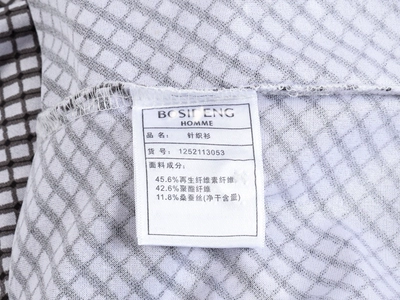 BOSIDENG
HOMME
品名: 针织衫
货号: 1252113053
面料成分:
45.6%再生纤维素纤维
42.6%聚酯纤维
11.8%桑蚕丝(净干含量)